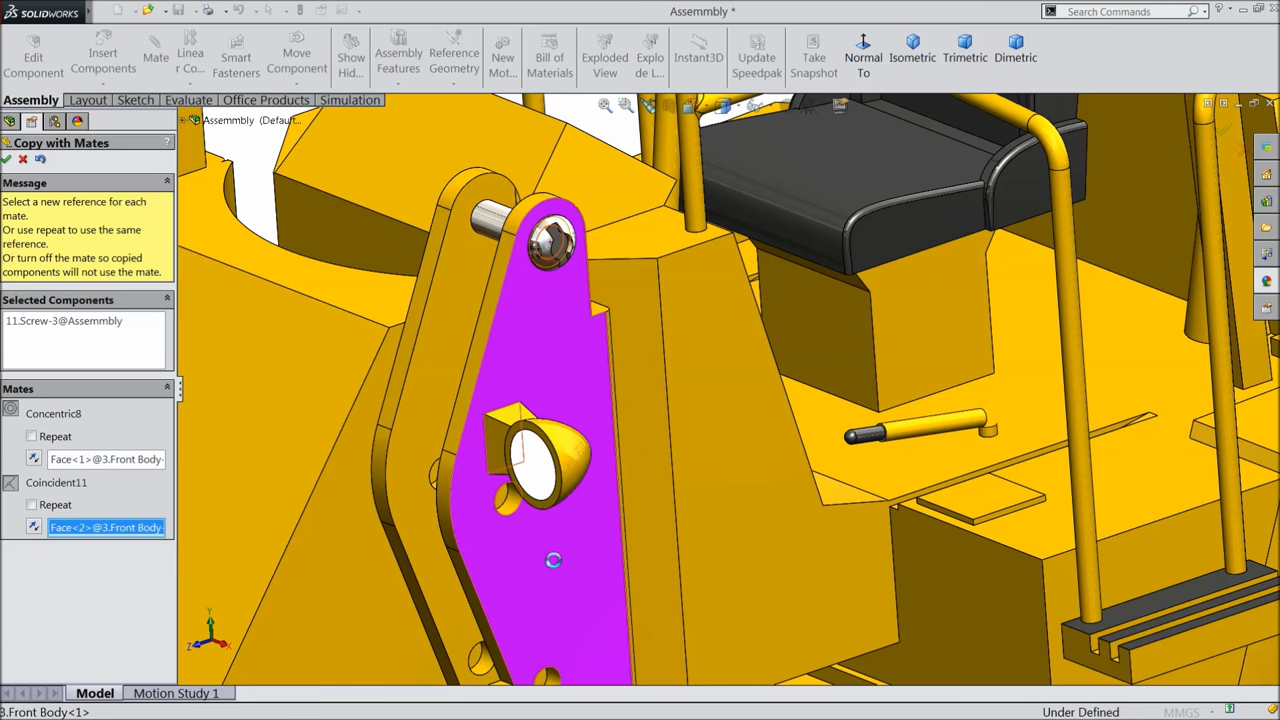 SOLIDWORKS
Assemmbly *
Search Commands
Edit Component
Insert Components
Mate
Linea r Co...
Smart Fasteners
Move Component
Show Hid...
Assembly Features
Reference Geometry
New Mot...
Bill of Materials
Exploded View
Explo de L...
Instant3D
Update Speedpak
Take Snapshot
Normal To
Isometric
Trimetric
Dimetric
Assembly
Layout
Sketch
Evaluate
Office Products
Simulation
Assemmbly (Default...
Copy with Mates
?
Message
Select a new reference for each
mate.
Or use repeat to use the same
reference.
Or turn off the mate so copied
components will not use the mate.
Selected Components
11.Screw-3@Assemmbly
Mates
Concentric8
Repeat
Face<1>@3.Front Body-
Coincident11
Repeat
Face<2>@3.Front Body-
Y
Z
X
Model
Motion Study 1
3.Front Body<1>
Under Defined
MMGS